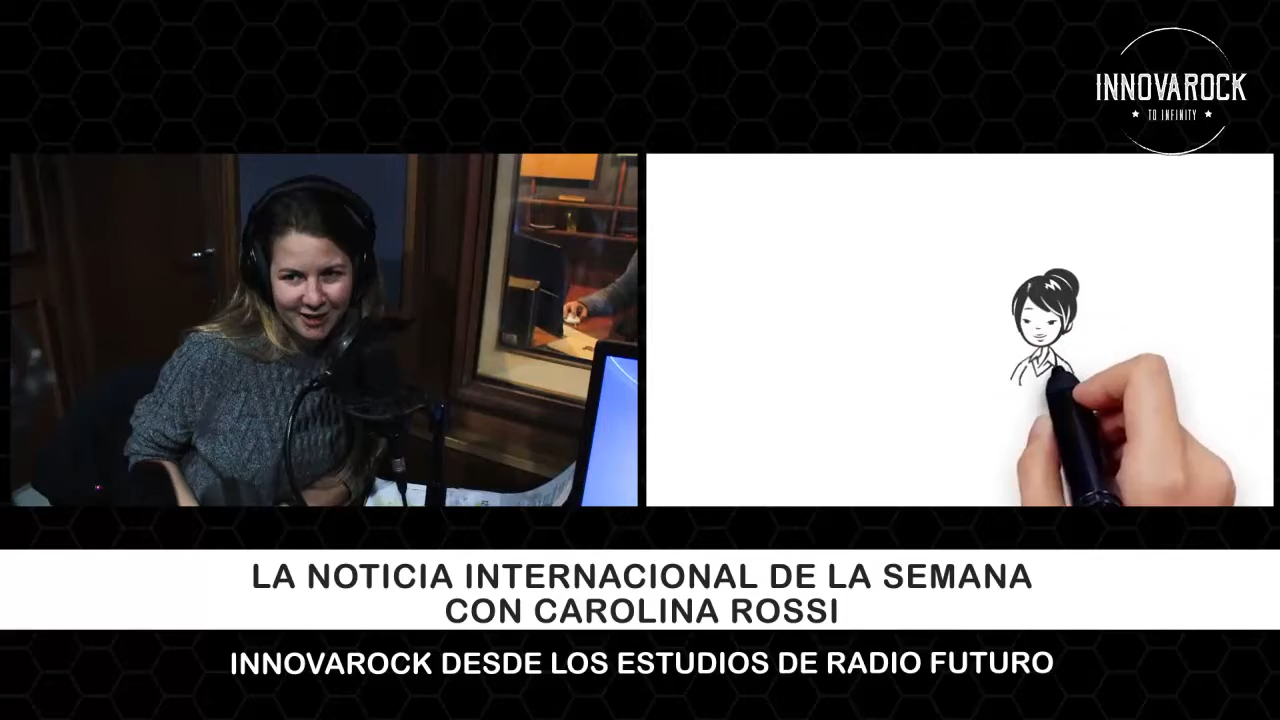 INNOVAROCK
TO INFINITY
LA NOTICIA INTERNACIONAL DE LA SEMANA
CON CAROLINA ROSSI
INNOVAROCK DESDE LOS ESTUDIOS DE RADIO FUTURO